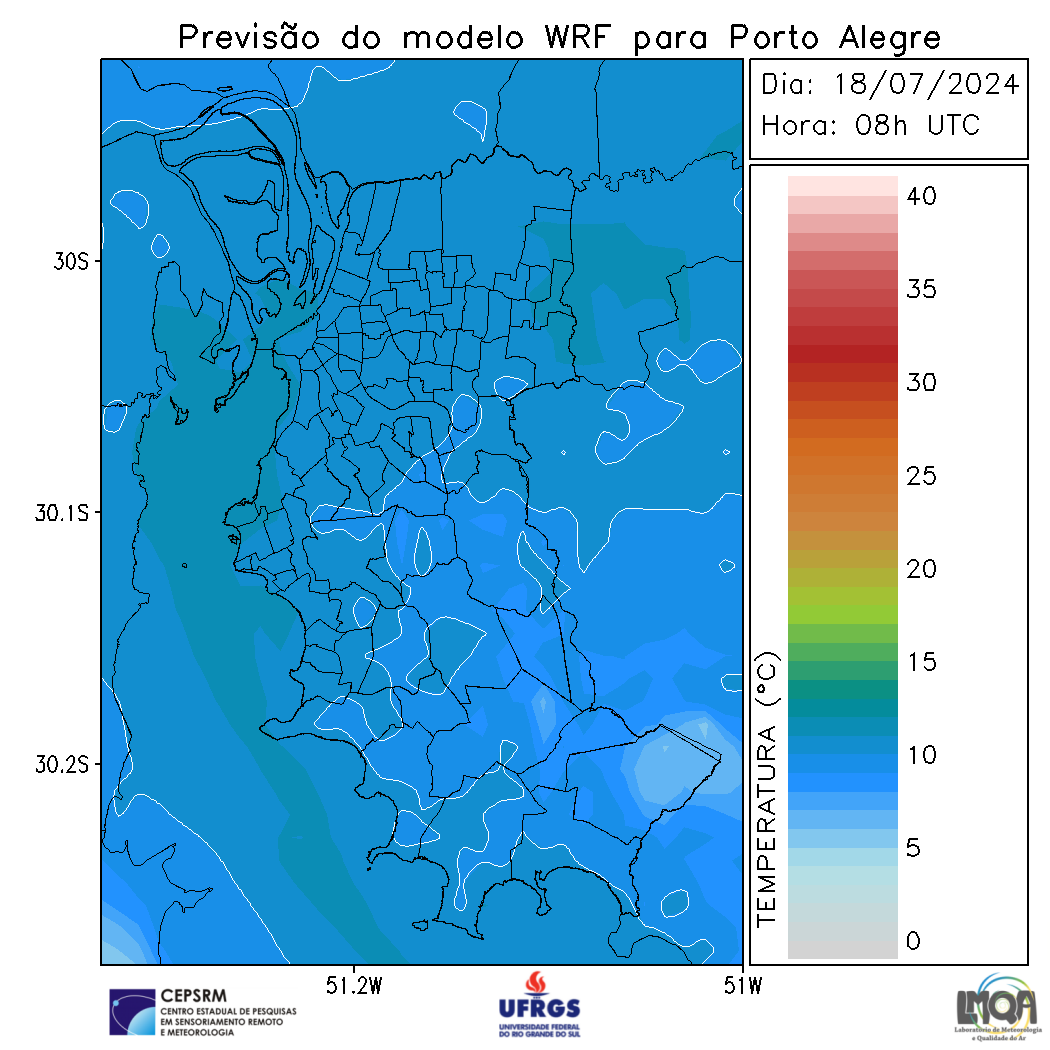 Previsão do modelo WRF para Porto Alegre
Dia: 18/07/2024
Hora: 08h UTC
40
35
30
25
20
15
10
5
0
TEMPERATURA (°C)
30S
30.1S
30.2S
51.2W
51W
CEPSRM
CENTRO ESTADUAL DE PESQUISAS
EM SENSORIAMENTO REMOTO
E METEOROLOGIA
UFRGS
UNIVERSIDADE FEDERAL
DO RIO GRANDE DO SUL
LMQA
Laboratório de Meteorologia
e Qualidade do Ar